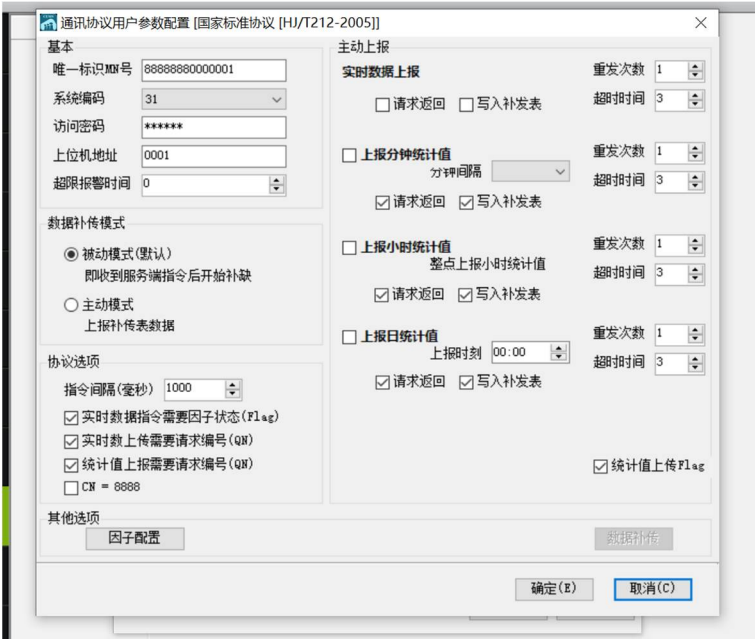 通讯协议用户参数配置 [国家标准协议 [HJ/T212-2005]]
基本
唯一标识MN号 88888880000001
系统编码 31
访问密码 ******
上位机地址 0001
超限报警时间 0
数据补传模式
被动模式(默认)
即收到服务端指令后开始补缺
主动模式
上报补传表数据
协议选项
指令间隔(毫秒) 1000
实时数据指令需要因子状态(Flag)
实时数上传需要请求编号(QN)
统计值上报需要请求编号(QN)
CN = 8888
主动上报
实时数据上报 重发次数 1
请求返回 写入补发表 超时时间 3
上报分钟统计值 重发次数 1
分钟间隔 超时时间 3
请求返回 写入补发表
上报小时统计值 重发次数 1
整点上报小时统计值 超时时间 3
请求返回 写入补发表
上报日统计值 重发次数 1
上报时刻 00:00 超时时间 3
请求返回 写入补发表
统计值上传Flag
其他选项
因子配置 数据补传
确定(E) 取消(C)